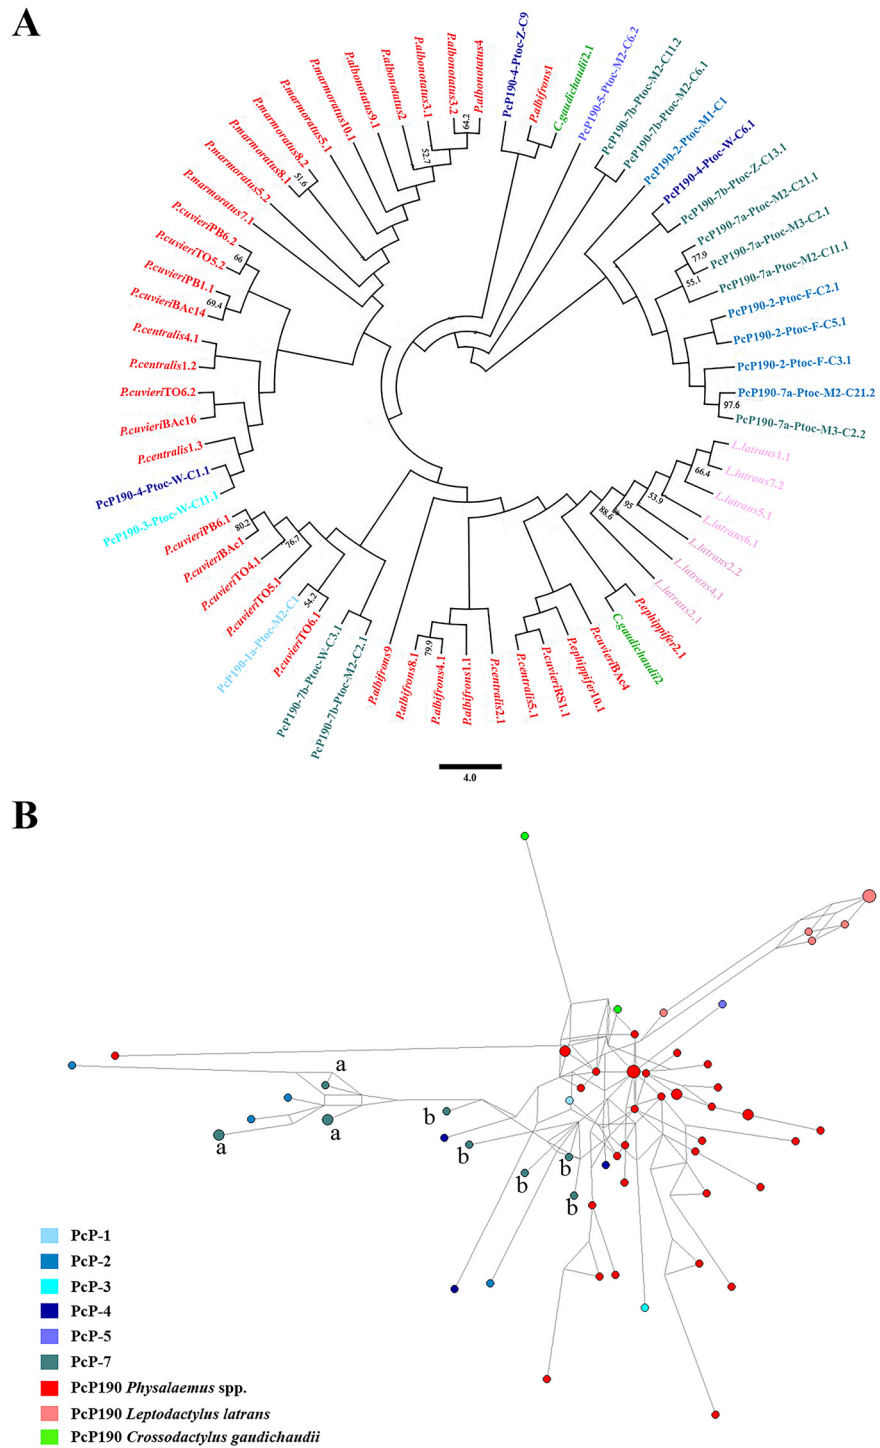 A
P.cuvieriPB6.2
P.marmoratus7.1
P.marmoratus5.2
P.marmoratus8.1
P.marmoratus8.2
P.marmoratus5.1
P.marmoratus10.1
P.albonotatus9.1
P.albonotatus2
P.albonotatus3.1
P.albonotatus3.2
P.albonotatus4
PcP190-4-Ptoc-Z-C9
P.albifrons1
C.gaudichaudii2.1
PcP190-5-Ptoc-M2-C6.2
PcP190-7b-Ptoc-M2-C11.2
PcP190-7b-Ptoc-M2-C6.1
PcP190-2-Ptoc-M1-C1
PcP190-4-Ptoc-W-C6.1
PcP190-7b-Ptoc-Z-C13.1
PcP190-7a-Ptoc-M2-C21.1
PcP190-7a-Ptoc-M3-C2.1
PcP190-7a-Ptoc-M2-C11.1
PcP190-2-Ptoc-F-C2.1
PcP190-2-Ptoc-F-C5.1
PcP190-2-Ptoc-F-C3.1
PcP190-7a-Ptoc-M2-C21.2
PcP190-7a-Ptoc-M3-C2.2
L.latrans1.1
L.latrans7.2
L.latrans5.1
L.latrans6.1
L.latrans2.2
L.latrans4.1
L.latrans2.1
P.ephippifer2.1
C.gaudichaudii2
P.cuvieriBAc4
P.ephippifer10.1
P.cuvieriRS1.1
P.centralis5.1
P.centralis2.1
P.albifrons11
P.albifrons4.1
P.albifrons8.1
P.albifrons9
PcP190-7b-Ptoc-M2-C2.1
PcP190-7b-Ptoc-W-C3.1
P.cuvieriTO6.1
PcP190-1a-Ptoc-M2-C1
P.cuvieriTO5.1
P.cuvieriTO4.1
P.cuvieriBAc1
P.cuvieriPB6.1
PcP190-3-Ptoc-W-C11.1
PcP190-4-Ptoc-W-C1.1
P.centralis1.3
P.cuvieriBAc16
P.cuvieriTO6.2
P.centralis1.2
P.centralis4.1
P.cuvieriBAc14
P.cuvieriPB1.1
P.cuvieriTO5.2
66
69.4
51.6
52.7
64.2
77.9
55.1
97.6
66.4
53.9
95
88.6
79.9
54.2
76.7
80.2
4.0
B
a
a
a
b
b
b
b
b
PcP-1
PcP-2
PcP-3
PcP-4
PcP-5
PcP-7
PcP190 Physalaemus spp.
PcP190 Leptodactylus latrans
PcP190 Crossodactylus gaudichaudii